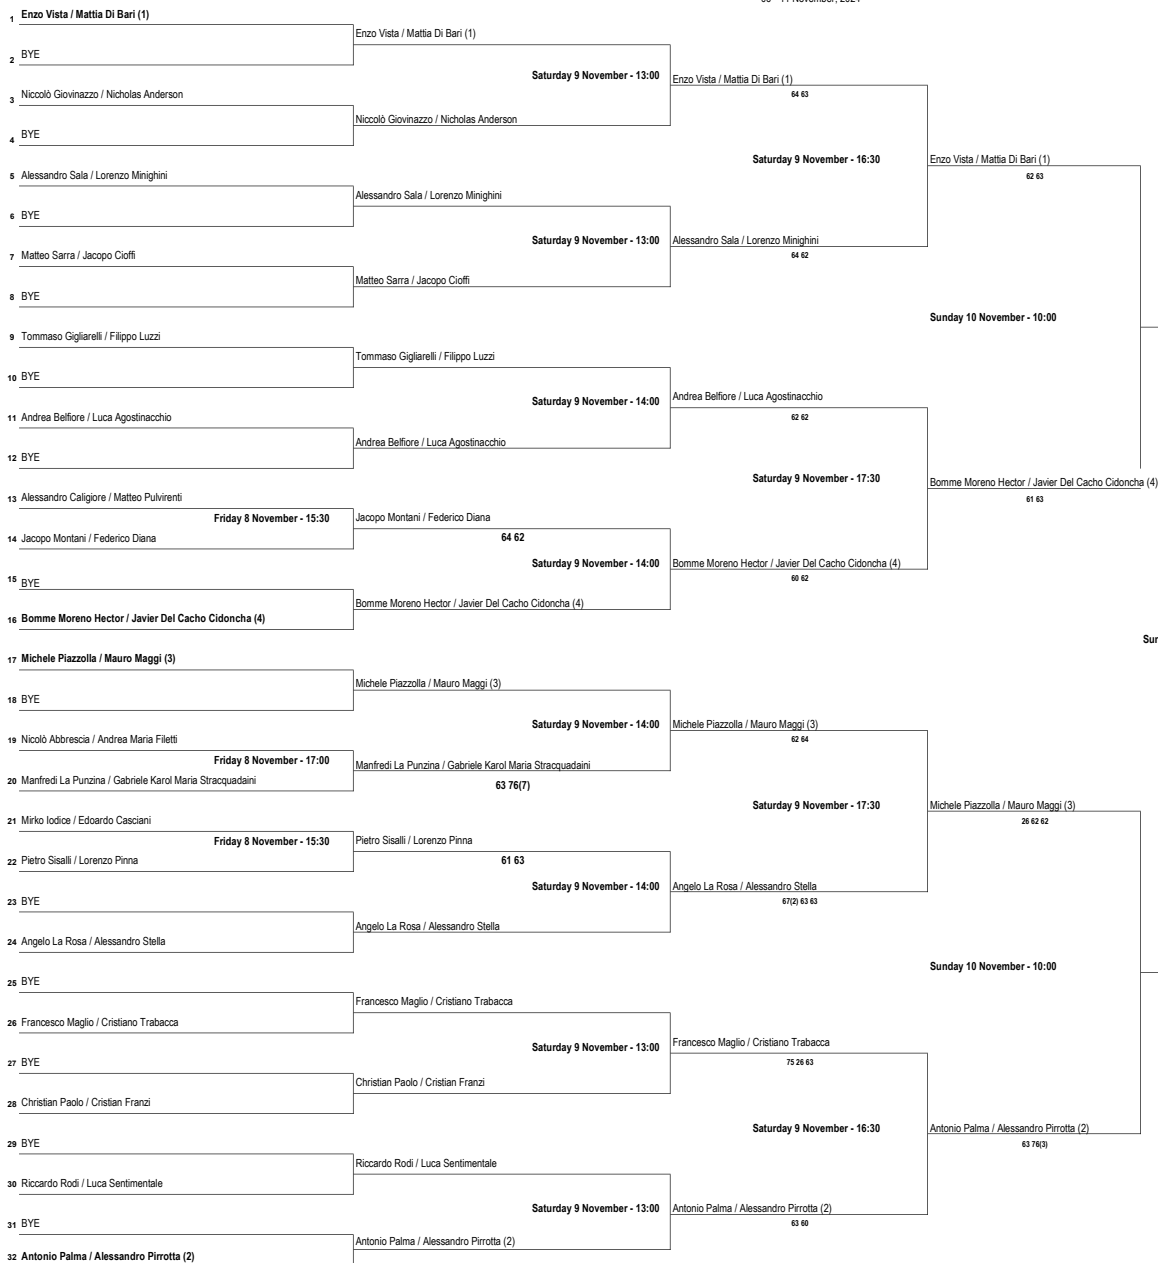 1 Enzo Vista / Mattia Di Bari (1)
Enzo Vista / Mattia Di Bari (1)
2 BYE
Saturday 9 November - 13:00
Enzo Vista / Mattia Di Bari (1)
64 63
3 Niccolò Giovinazzo / Nicholas Anderson
Niccolò Giovinazzo / Nicholas Anderson
4 BYE
Saturday 9 November - 16:30
Enzo Vista / Mattia Di Bari (1)
62 63
5 Alessandro Sala / Lorenzo Minighini
Alessandro Sala / Lorenzo Minighini
6 BYE
Saturday 9 November - 13:00
Alessandro Sala / Lorenzo Minighini
64 62
7 Matteo Sarra / Jacopo Cioffi
Matteo Sarra / Jacopo Cioffi
8 BYE
Sunday 10 November - 10:00
9 Tommaso Gigliarelli / Filippo Luzzi
Tommaso Gigliarelli / Filippo Luzzi
10 BYE
Saturday 9 November - 14:00
Andrea Belfiore / Luca Agostinacchio
62 62
11 Andrea Belfiore / Luca Agostinacchio
Andrea Belfiore / Luca Agostinacchio
12 BYE
Saturday 9 November - 17:30
Bomme Moreno Hector / Javier Del Cacho Cidoncha (4)
61 63
13 Alessandro Caligiore / Matteo Pulvirenti
Friday 8 November - 15:30
Jacopo Montani / Federico Diana
64 62
14 Jacopo Montani / Federico Diana
Saturday 9 November - 14:00
Bomme Moreno Hector / Javier Del Cacho Cidoncha (4)
60 62
15 BYE
Bomme Moreno Hector / Javier Del Cacho Cidoncha (4)
16 Bomme Moreno Hector / Javier Del Cacho Cidoncha (4)
Sun
17 Michele Piazzolla / Mauro Maggi (3)
Michele Piazzolla / Mauro Maggi (3)
18 BYE
Saturday 9 November - 14:00
Michele Piazzolla / Mauro Maggi (3)
62 64
19 Nicolò Abbrescia / Andrea Maria Filetti
Friday 8 November - 17:00
Manfredi La Punzina / Gabriele Karol Maria Stracquadaini
63 76(7)
20 Manfredi La Punzina / Gabriele Karol Maria Stracquadaini
Saturday 9 November - 17:30
Michele Piazzolla / Mauro Maggi (3)
26 62 62
21 Mirko Iodice / Edoardo Casciani
Friday 8 November - 15:30
Pietro Sisalli / Lorenzo Pinna
61 63
22 Pietro Sisalli / Lorenzo Pinna
Saturday 9 November - 14:00
Angelo La Rosa / Alessandro Stella
67(2) 63 63
23 BYE
Angelo La Rosa / Alessandro Stella
24 Angelo La Rosa / Alessandro Stella
Sunday 10 November - 10:00
25 BYE
Francesco Maglio / Cristiano Trabacca
26 Francesco Maglio / Cristiano Trabacca
Saturday 9 November - 13:00
Francesco Maglio / Cristiano Trabacca
75 26 63
27 BYE
Christian Paolo / Cristian Franzi
28 Christian Paolo / Cristian Franzi
Saturday 9 November - 16:30
Antonio Palma / Alessandro Pirrotta (2)
63 76(3)
29 BYE
Riccardo Rodi / Luca Sentimentale
30 Riccardo Rodi / Luca Sentimentale
Saturday 9 November - 13:00
Antonio Palma / Alessandro Pirrotta (2)
63 60
31 BYE
Antonio Palma / Alessandro Pirrotta (2)
32 Antonio Palma / Alessandro Pirrotta (2)